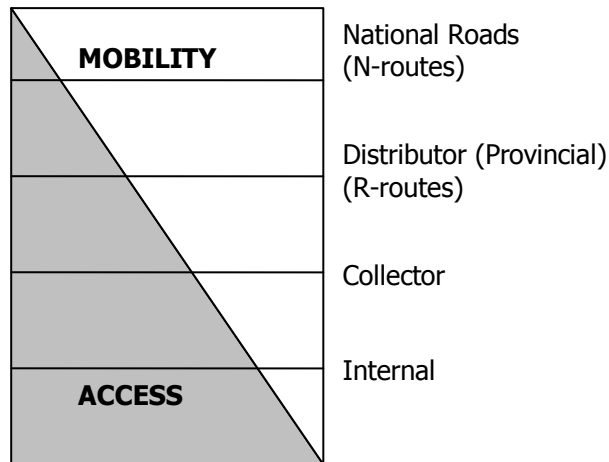 National Roads
(N-routes)
MOBILITY
Distributor (Provincial)
(R-routes)
Collector
Internal
ACCESS